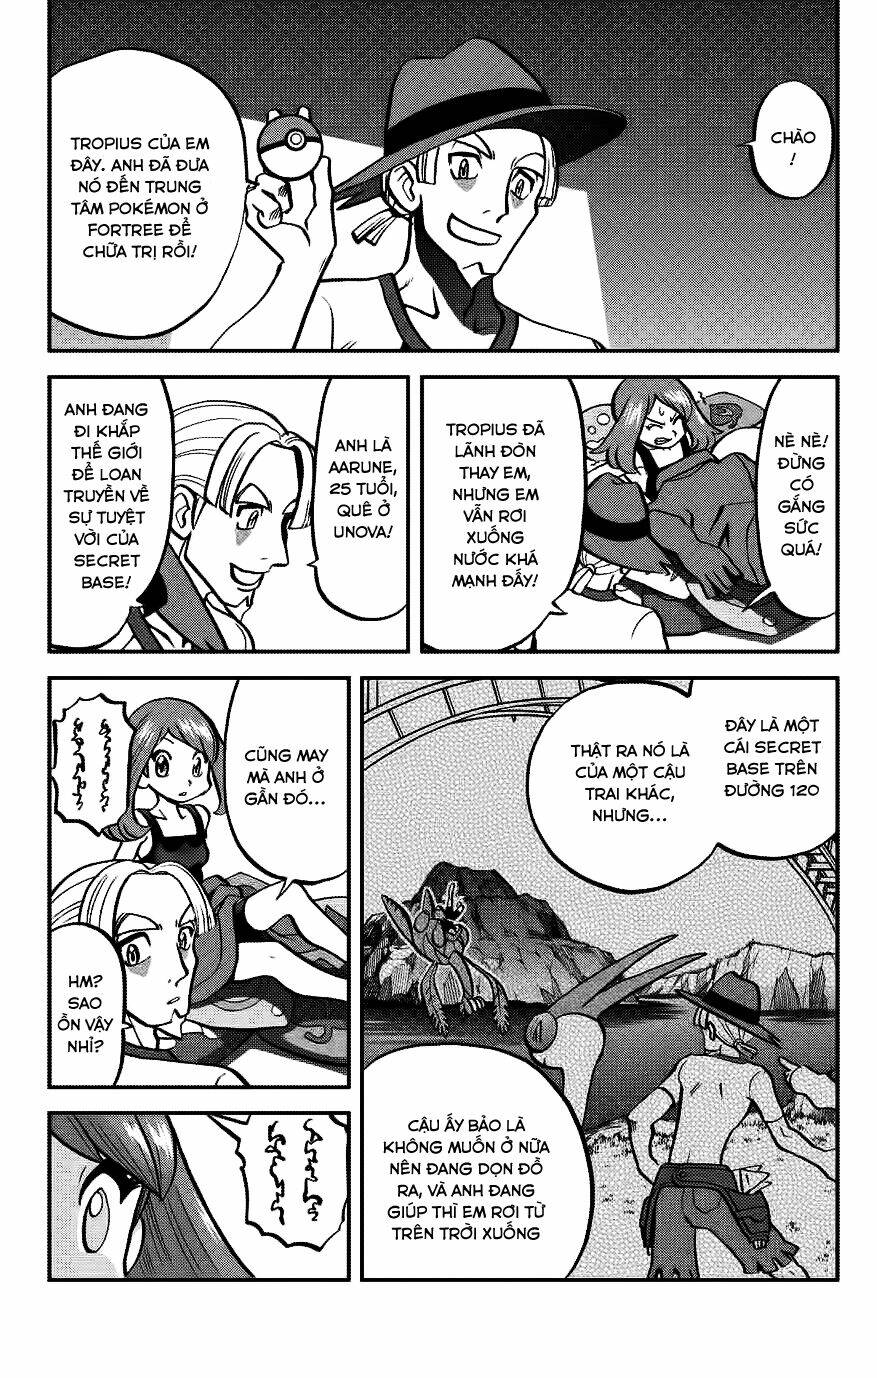 CHÀO
!
TROPIUS CỦA EM
ĐÂY. ANH ĐÃ ĐƯA
NÓ ĐẾN TRUNG
TÂM POKÉMON Ở
FORTREE ĐỂ
CHỮA TRỊ RỒI!
NÈ NÈ!
ĐỪNG
CÓ
GẮNG
SỨC
QUÁ!
TROPIUS ĐÃ
LÃNH ĐÒN
THAY EM,
NHƯNG EM
VẪN RƠI
XUỐNG
NƯỚC KHÁ
MẠNH ĐẤY!
ANH LÀ
AARUNE,
25 TUỔI,
QUÊ Ở
UNOVA!
ANH ĐANG
ĐI KHẮP
THẾ GIỚI
ĐỂ LOAN
TRUYỀN VỀ
SỰ TUYỆT
VỜI CỦA
SECRET
BASE!
ĐÂY LÀ MỘT
CÁI SECRET
BASE TRÊN
ĐƯỜNG 120
THẬT RA NÓ LÀ
CỦA MỘT CẬU
TRAI KHÁC,
NHƯNG...
CẬU ẤY BẢO LÀ
KHÔNG MUỐN Ở NỮA
NÊN ĐANG DỌN ĐỒ
RA, VÀ ANH ĐANG
GIÚP THÌ EM RƠI TỪ
TRÊN TRỜI XUỐNG
CŨNG MAY
MÀ ANH Ở
GẦN ĐÓ...
HM?
SAO
ỒN VẬY
NHỈ?